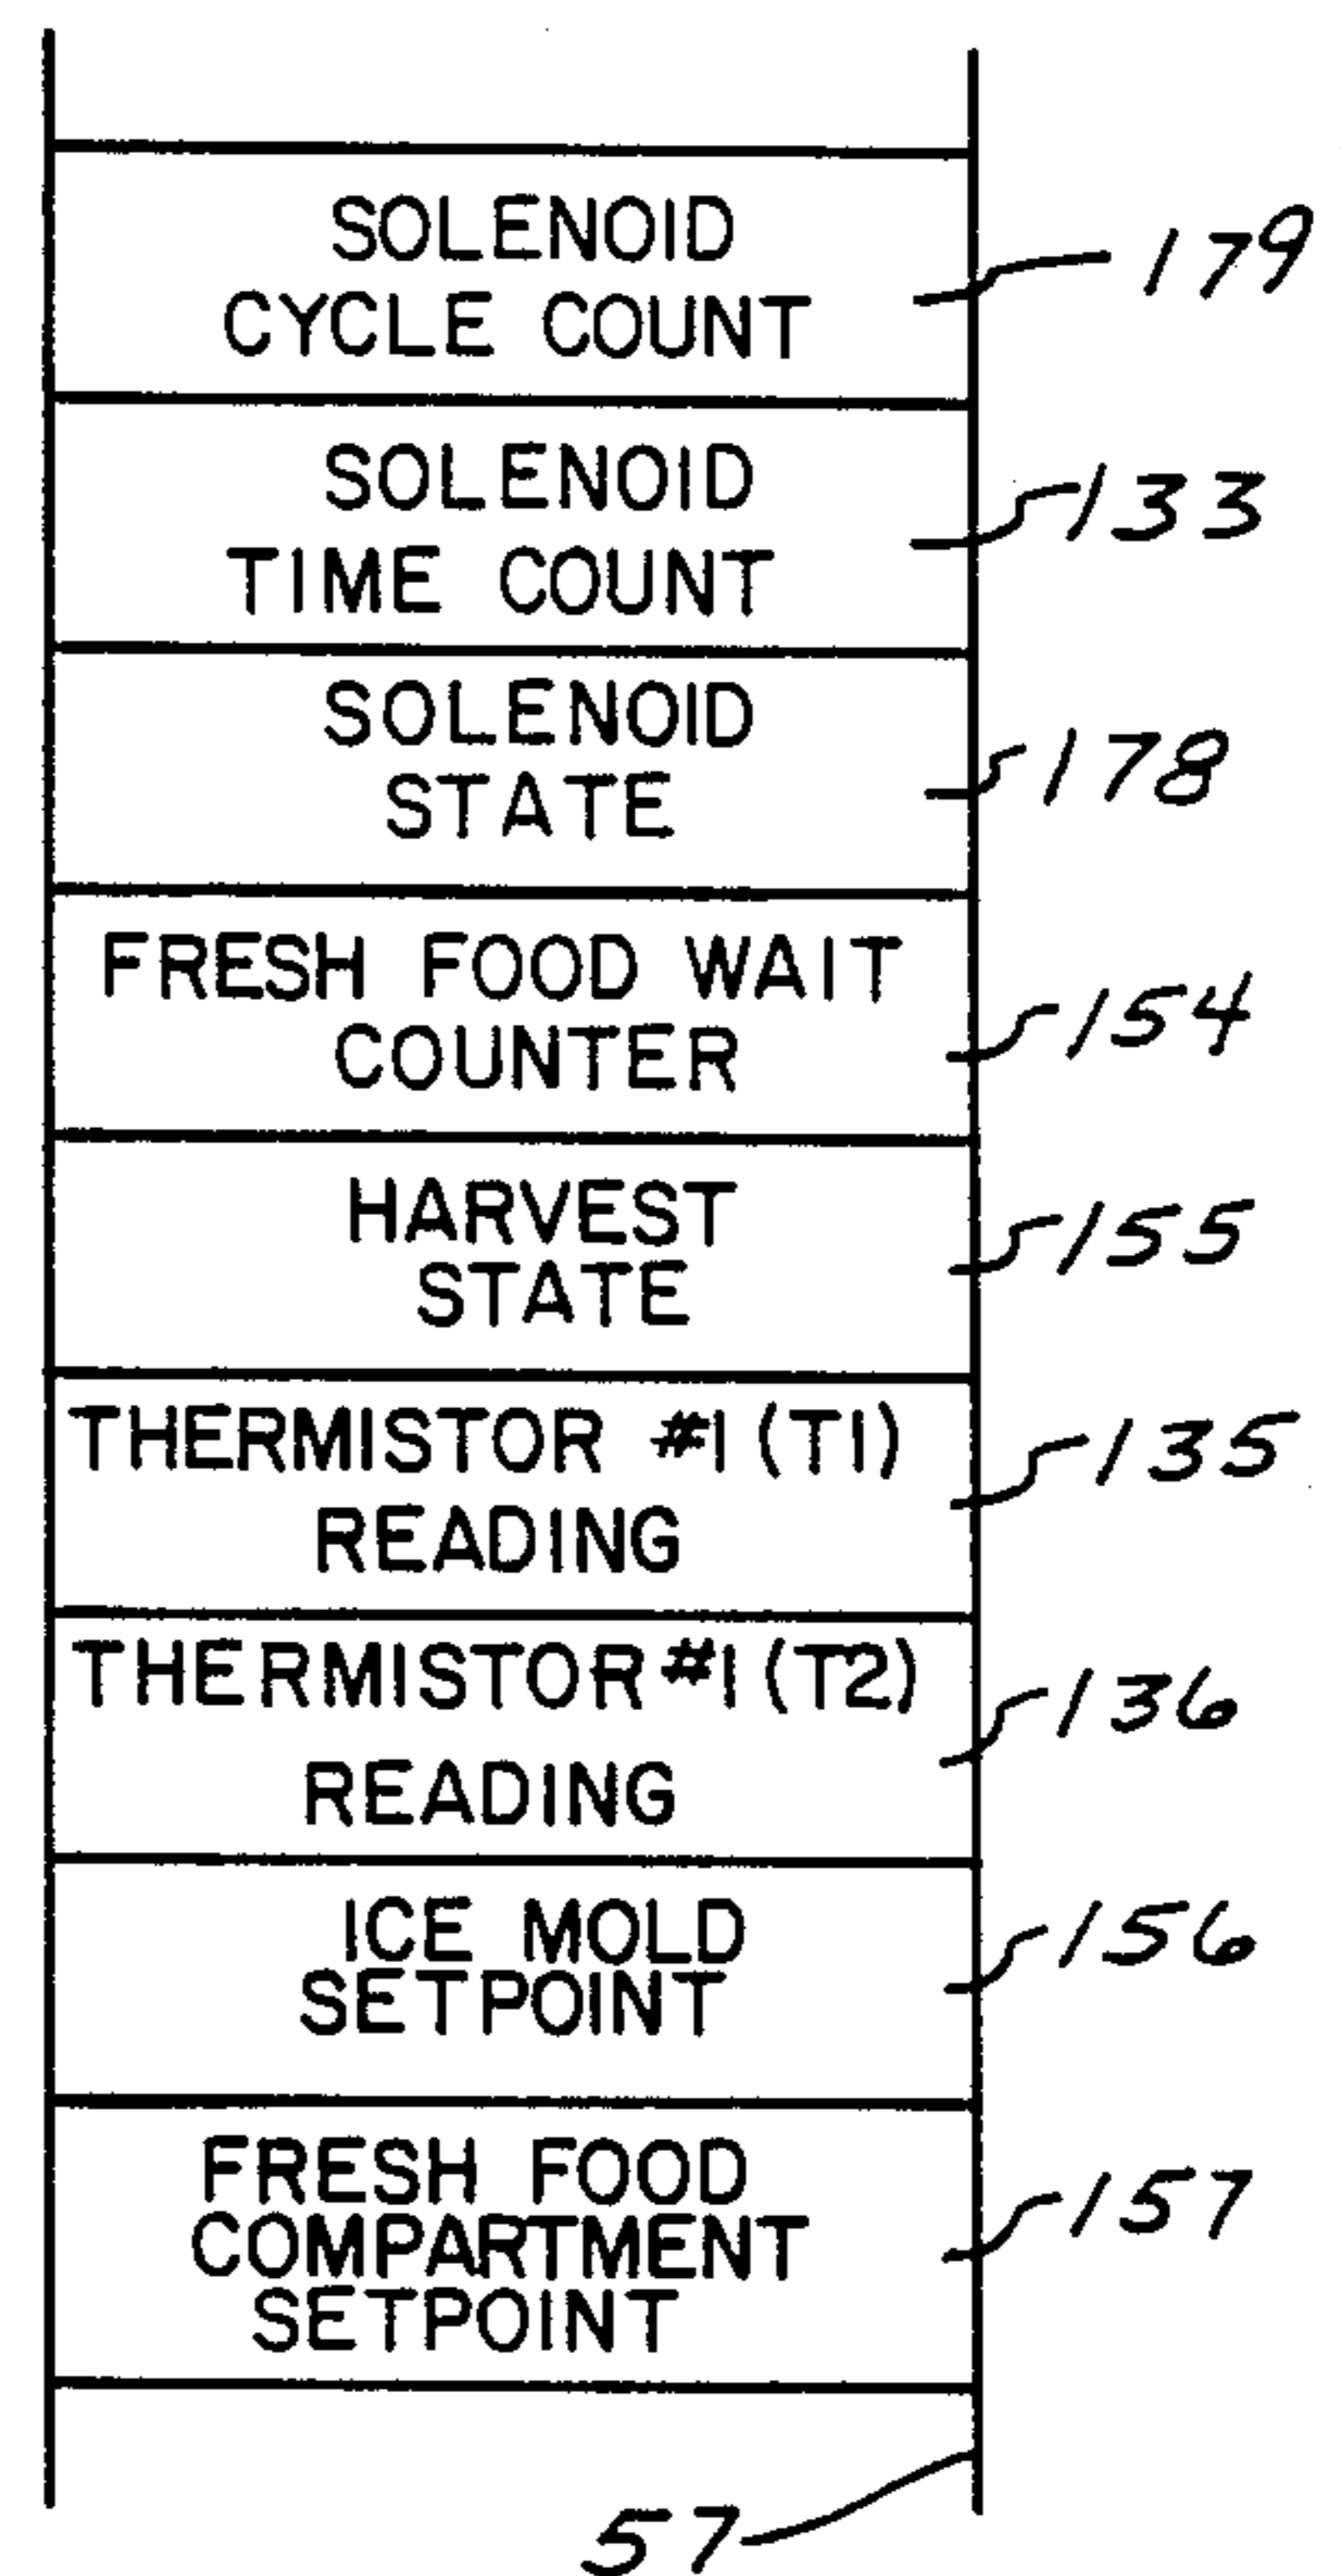 SOLENOID
CYCLE COUNT
179
SOLENOID
TIME COUNT
133
SOLENOID
STATE
178
FRESH FOOD WAIT
COUNTER
154
HARVEST
STATE
155
THERMISTOR #1 (T1)
READING
135
THERMISTOR #1 (T2)
READING
136
ICE MOLD
SETPOINT
156
FRESH FOOD
COMPARTMENT
SETPOINT
157
57